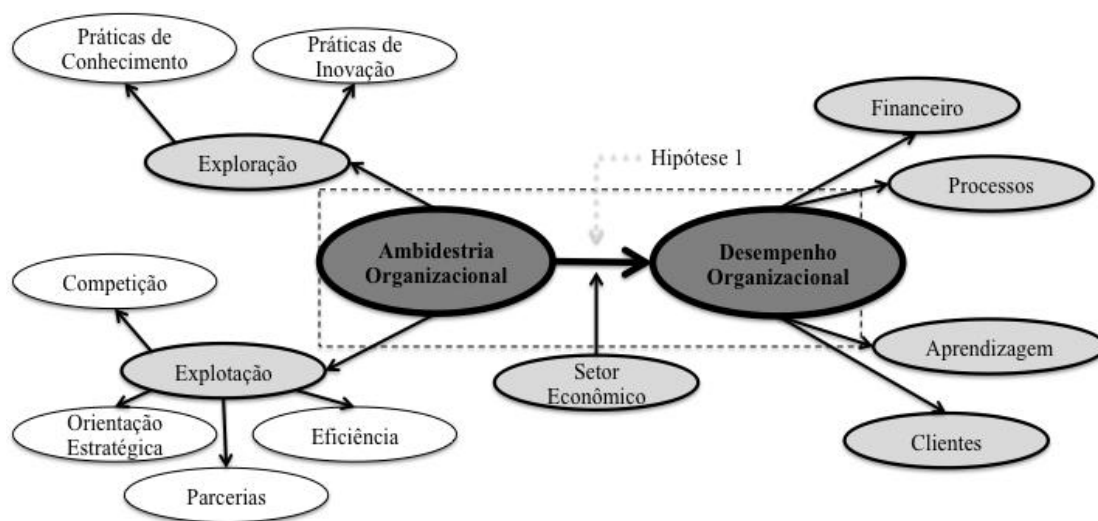 Práticas de
Conhecimento
Práticas de
Inovação
Exploração
Financeiro
Hipótese 1
Processos
Ambidestria
Organizacional
Desempenho
Organizacional
Competição
Explotação
Setor
Econômico
Aprendizagem
Orientação
Estratégica
Eficiência
Clientes
Parcerias